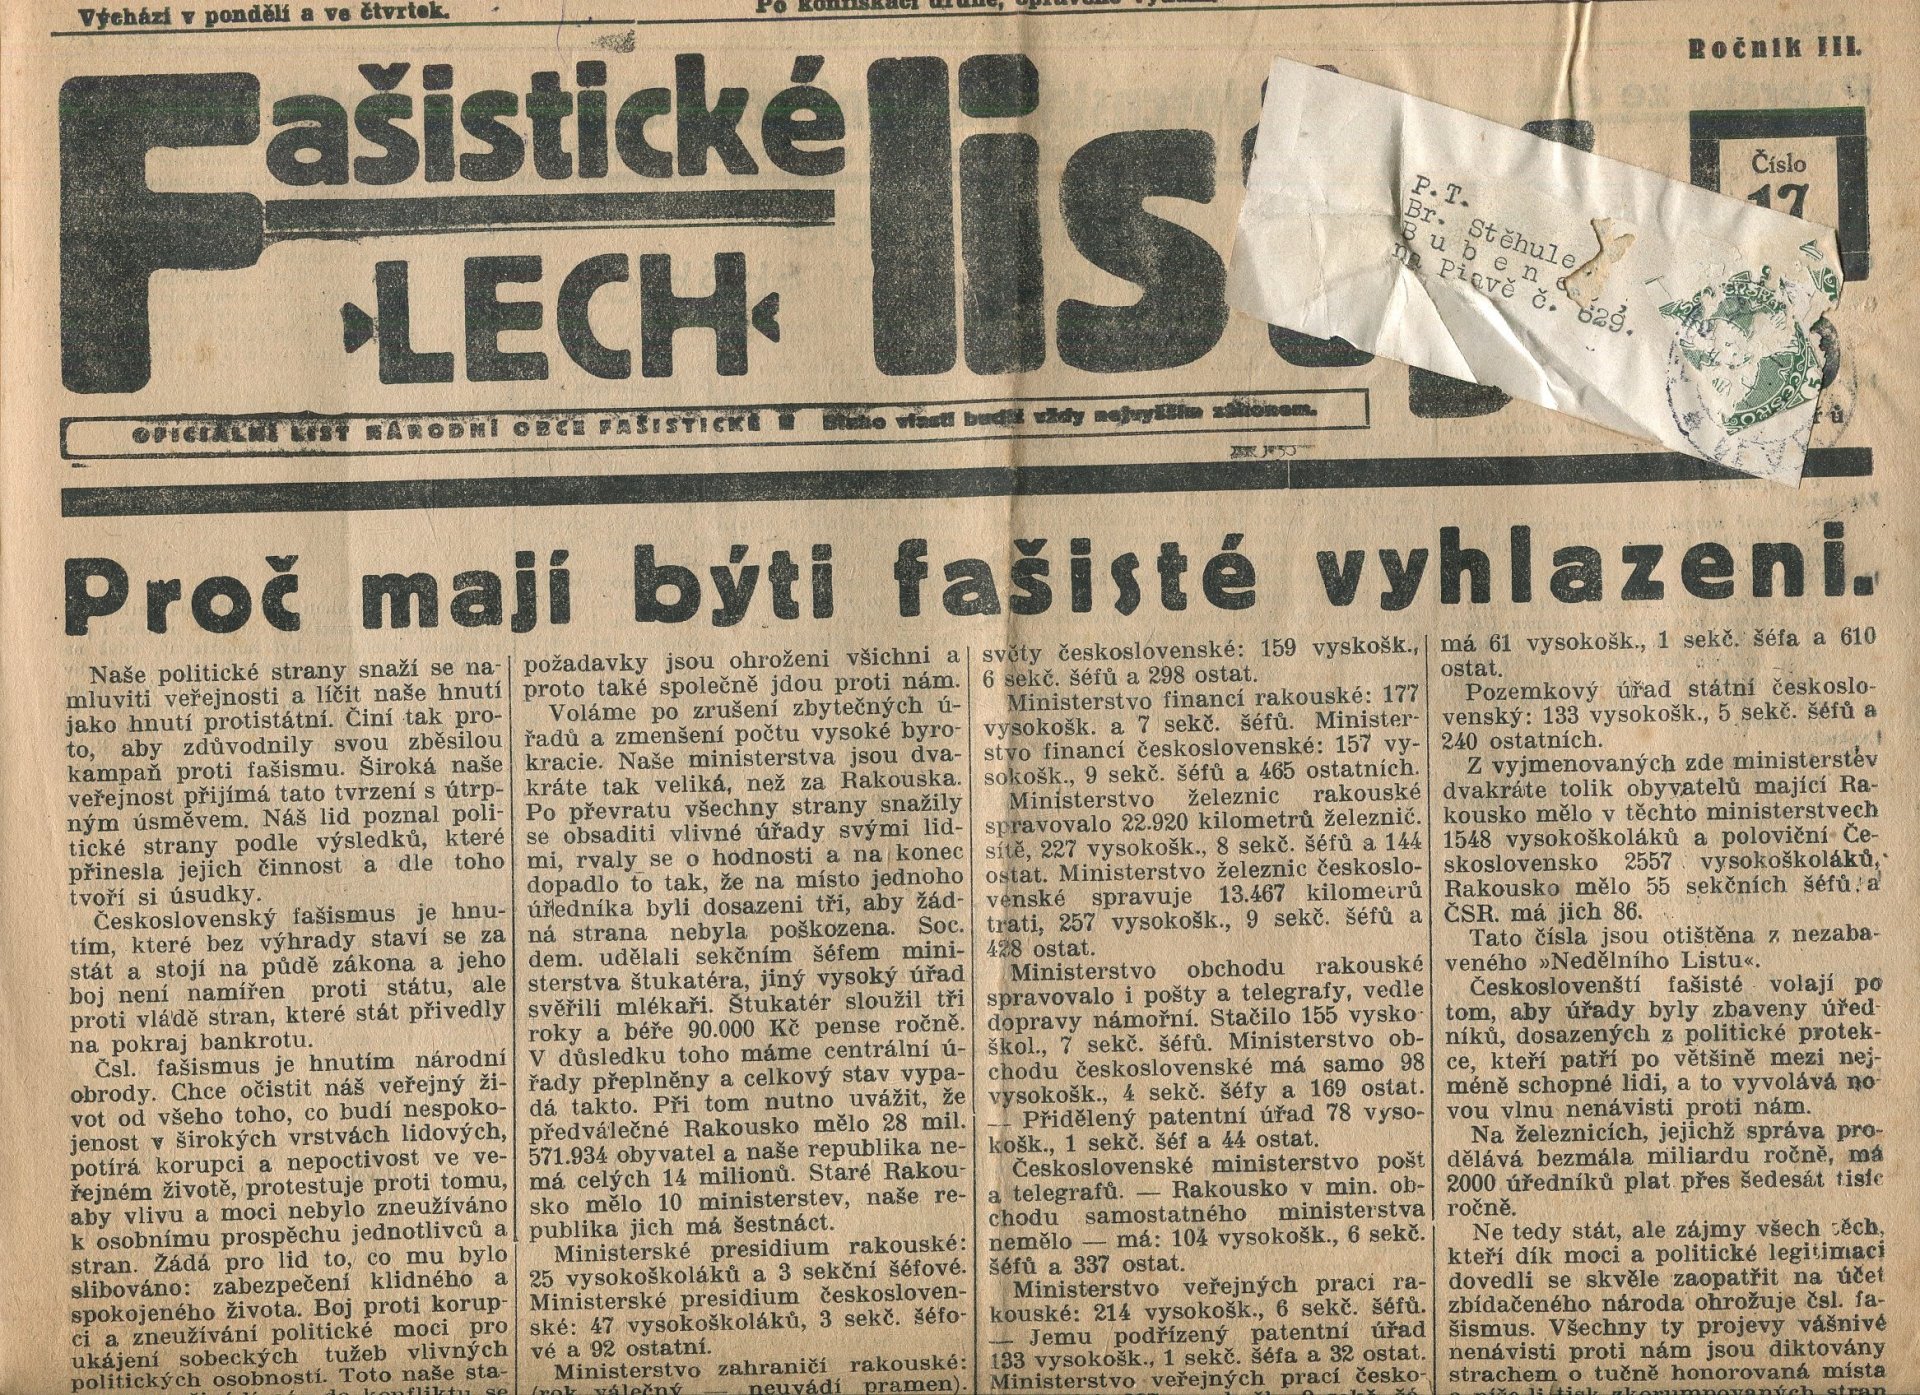 Výchází v pondělí a ve čtvrtek.
Po konfiskaci druhé, opravené vydání.
Ročník III.
Fašistické listy
LECH
Číslo
17
P.T.
Br. Stěhule
Buben
na Piavě č. 629.
OFICIÁLNÍ LIST NÁRODNÍ OBCE FAŠISTICKÉ Blaho vlasti budiž vždy nejvyšším zákonem.
Proč mají býti fašisté vyhlazeni.
Naše politické strany snaží se na-
mluviti veřejnosti a líčit naše hnutí
jako hnutí protistátní. Činí tak pro-
to, aby zdůvodnily svou zběsilou
kampaň proti fašismu. Široká naše
veřejnost přijímá tato tvrzení s útrp-
ným úsměvem. Náš lid poznal poli-
tické strany podle výsledků, které
přinesla jejich činnost a dle toho
tvoří si úsudky.
Československý fašismus je hnu-
tím, které bez výhrady staví se za
stát a stojí na půdě zákona a jeho
boj není namířen proti státu, ale
proti vládě stran, které stát přivedly
na pokraj bankrotu.
Čsl. fašismus je hnutím národní
obrody. Chce očistit náš veřejný ži-
vot od všeho toho, co budí nespoko-
jenost v širokých vrstvách lidových,
potírá korupci a nepoctivost ve ve-
řejném životě, protestuje proti tomu,
aby vlivu a moci nebylo zneužíváno
k osobnímu prospěchu jednotlivců a
stran. Žádá pro lid to, co mu bylo
slibováno: zabezpečení klidného a
spokojeného života. Boj proti korup-
ci a zneužívání politické moci pro
ukájení sobeckých tužeb vlivných
politických osobností. Toto naše sta-
požadavky jsou ohroženi všichni a
proto také společně jdou proti nám.
Voláme po zrušení zbytečných ú-
řadů a zmenšení počtu vysoké byro-
kracie. Naše ministerstva jsou dva-
kráte tak veliká, než za Rakouska.
Po převratu všechny strany snažily
se obsaditi vlivné úřady svými lid-
mi, rvaly se o hodnosti a na konec
dopadlo to tak, že na místo jednoho
úředníka byli dosazeni tři, aby žád-
ná strana nebyla poškozena. Soc.
dem. udělali sekčním šéfem mini-
sterstva štukatéra, jiný vysoký úřad
svěřili mlékaři. Štukatér sloužil tři
roky a béře 90.000 Kč pense ročně.
V důsledku toho máme centrální ú-
řady přeplněny a celkový stav vypa-
dá takto. Při tom nutno uvážit, že
předválečné Rakousko mělo 28 mil.
571.934 obyvatel a naše republika ne-
má celých 14 milionů. Staré Rakou-
sko mělo 10 ministerstev, naše re-
publika jich má šestnáct.
Ministerské presidium rakouské:
25 vysokoškoláků a 3 sekční šéfové.
Ministerské presidium českosloven-
ské: 47 vysokoškoláků, 3 sekč. šéfo-
vé a 92 ostatní.
Ministerstvo zahraničí rakouské:
(rok válečný — neuvádí pramen).
světy československé: 159 vyskošk.,
6 sekč. šéfů a 298 ostat.
Ministerstvo financí rakouské: 177
vysokošk. a 7 sekč. šéfů. Minister-
stvo financí československé: 157 vy-
sokošk., 9 sekč. šéfů a 465 ostatních.
Ministerstvo železnic rakouské
spravovalo 22.920 kilometrů železnič.
sítě, 227 vysokošk., 8 sekč. šéfů a 144
ostat. Ministerstvo železnic českoslo-
venské spravuje 13.467 kilometrů
trati, 257 vysokošk., 9 sekč. šéfů a
428 ostat.
Ministerstvo obchodu rakouské
spravovalo i pošty a telegrafy, vedle
dopravy námořní. Stačilo 155 vysko-
škol., 7 sekč. šéfů. Ministerstvo ob-
chodu československé má samo 98
vysokošk., 4 sekč. šéfy a 169 ostat.
— Přidělený patentní úřad 78 vyso-
košk., 1 sekč. šéf a 44 ostat.
Československé ministerstvo pošt
a telegrafů. — Rakousko v min. ob-
chodu samostatného ministerstva
nemělo — má: 104 vysokošk., 6 sekč.
šéfů a 337 ostat.
Ministerstvo veřejných prací ra-
kouské: 214 vysokošk., 6 sekč. šéfů.
— Jemu podřízený patentní úřad
133 vysokošk., 1 sekč. šéfa a 32 ostat.
Ministerstvo veřejných prací česko-
má 61 vysokošk., 1 sekč. šéfa a 610
ostat.
Pozemkový úřad státní českoslo-
venský: 133 vysokošk., 5 sekč. šéfů a
240 ostatních.
Z vyjmenovaných zde ministerstev
dvakráte tolik obyvatelů mající Ra-
kousko mělo v těchto ministerstvech
1548 vysokoškoláků a poloviční Če-
skoslovensko 2557 vysokoškoláků,
Rakousko mělo 55 sekčních šéfů a
ČSR. má jich 86.
Tato čísla jsou otištěna z nezaba-
veného »Nedělního Listu«.
Českoslovenští fašisté volají po
tom, aby úřady byly zbaveny úřed-
níků, dosazených z politické protek-
ce, kteří patří po většině mezi nej-
méně schopné lidi, a to vyvolává no-
vou vlnu nenávisti proti nám.
Na železnicích, jejichž správa pro-
dělává bezmála miliardu ročně, má
2000 úředníků plat přes šedesát tisíc
ročně.
Ne tedy stát, ale zájmy všech těch,
kteří dík moci a politické legitimaci
dovedli se skvěle zaopatřit na účet
zbídačeného národa ohrožuje čsl. fa-
šismus. Všechny ty projevy vášnivé
nenávisti proti nám jsou diktovány
strachem o tučně honorovaná místa